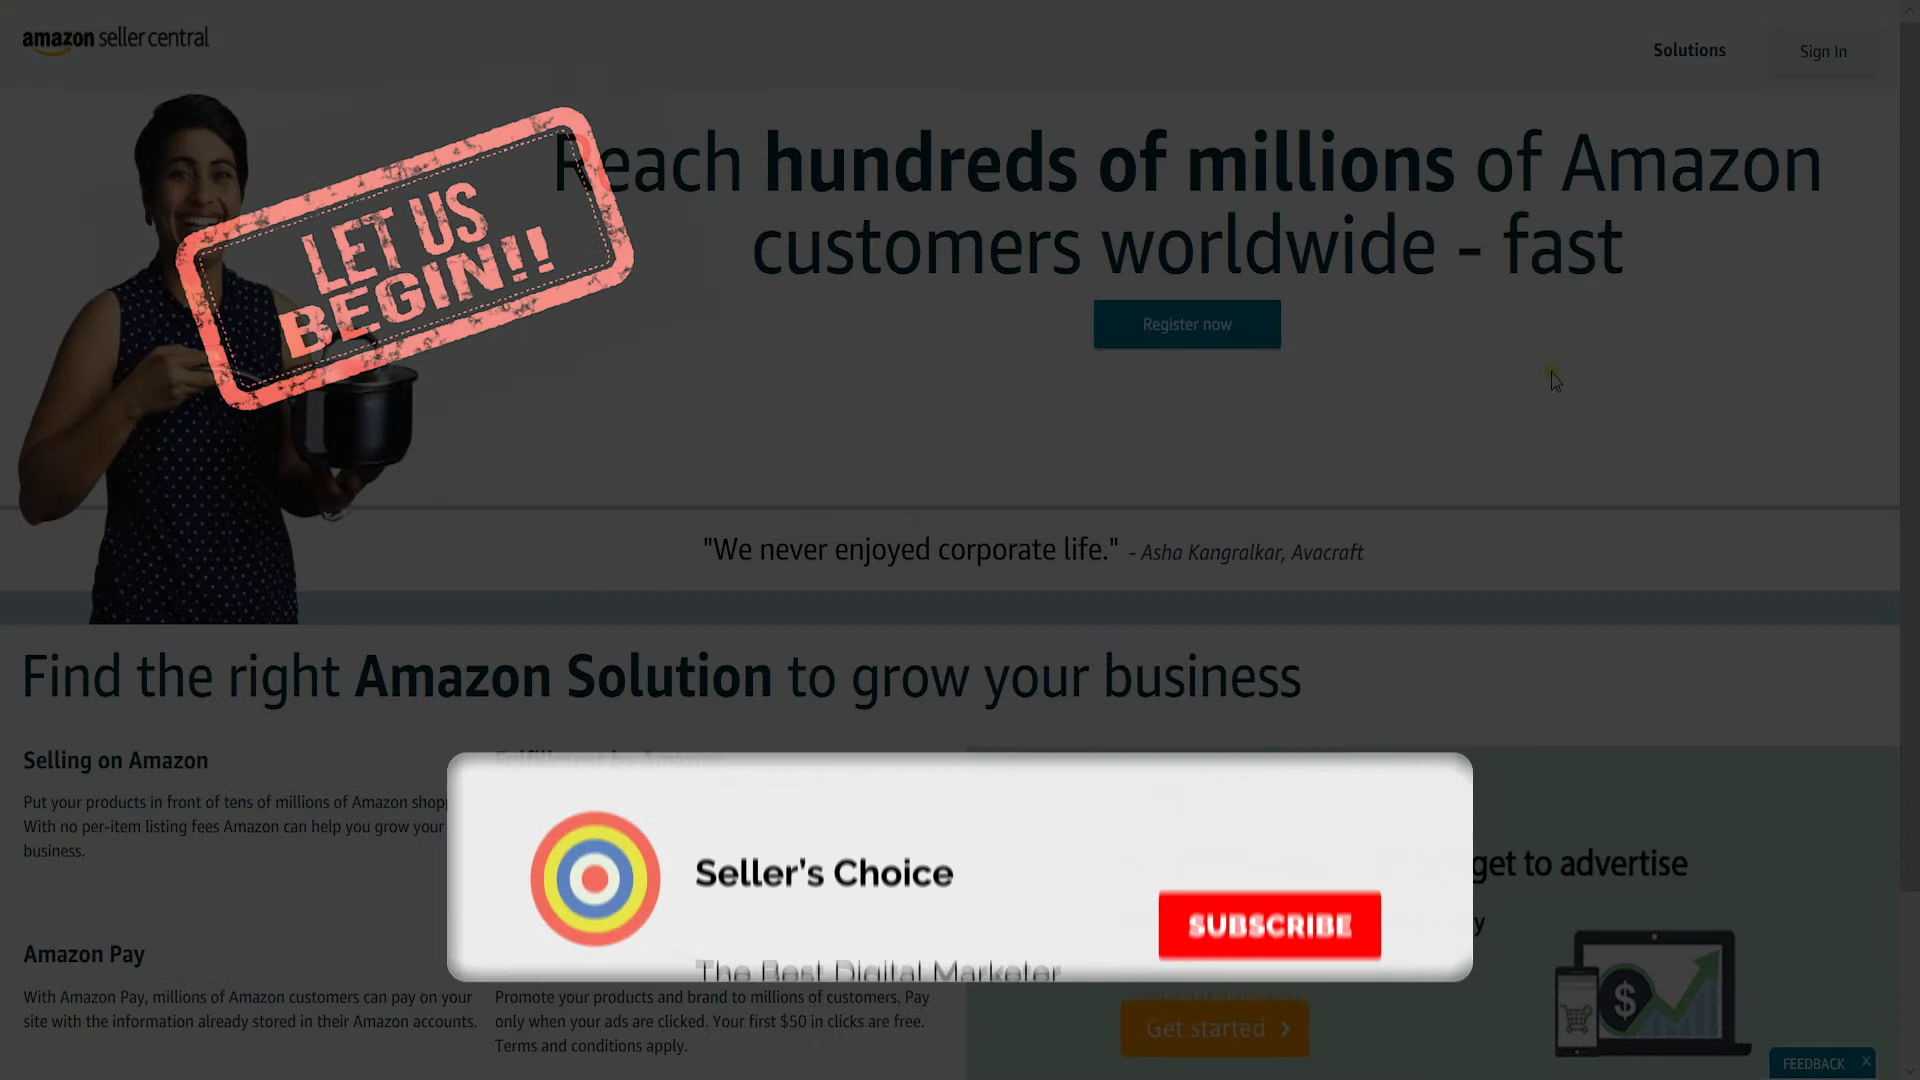 amazon seller central
Solutions
Sign In
LET US
BEGIN!!
Reach hundreds of millions of Amazon
customers worldwide - fast
Register now
"We never enjoyed corporate life." - Asha Kangralkar, Avacraft
Find the right Amazon Solution to grow your business
Selling on Amazon
Put your products in front of tens of millions of Amazon
With no per-item listing fees Amazon can help you grow your
business.
Seller's Choice
SUBSCRIBE
The Best Digital Marketer
get to advertise
Amazon Pay
With Amazon Pay, millions of Amazon customers can pay on your
site with the information already stored in their Amazon accounts.
Promote your products and brand to millions of customers. Pay
only when your ads are clicked. Your first $50 in clicks are free.
Terms and conditions apply.
Get started
FEEDBACK X